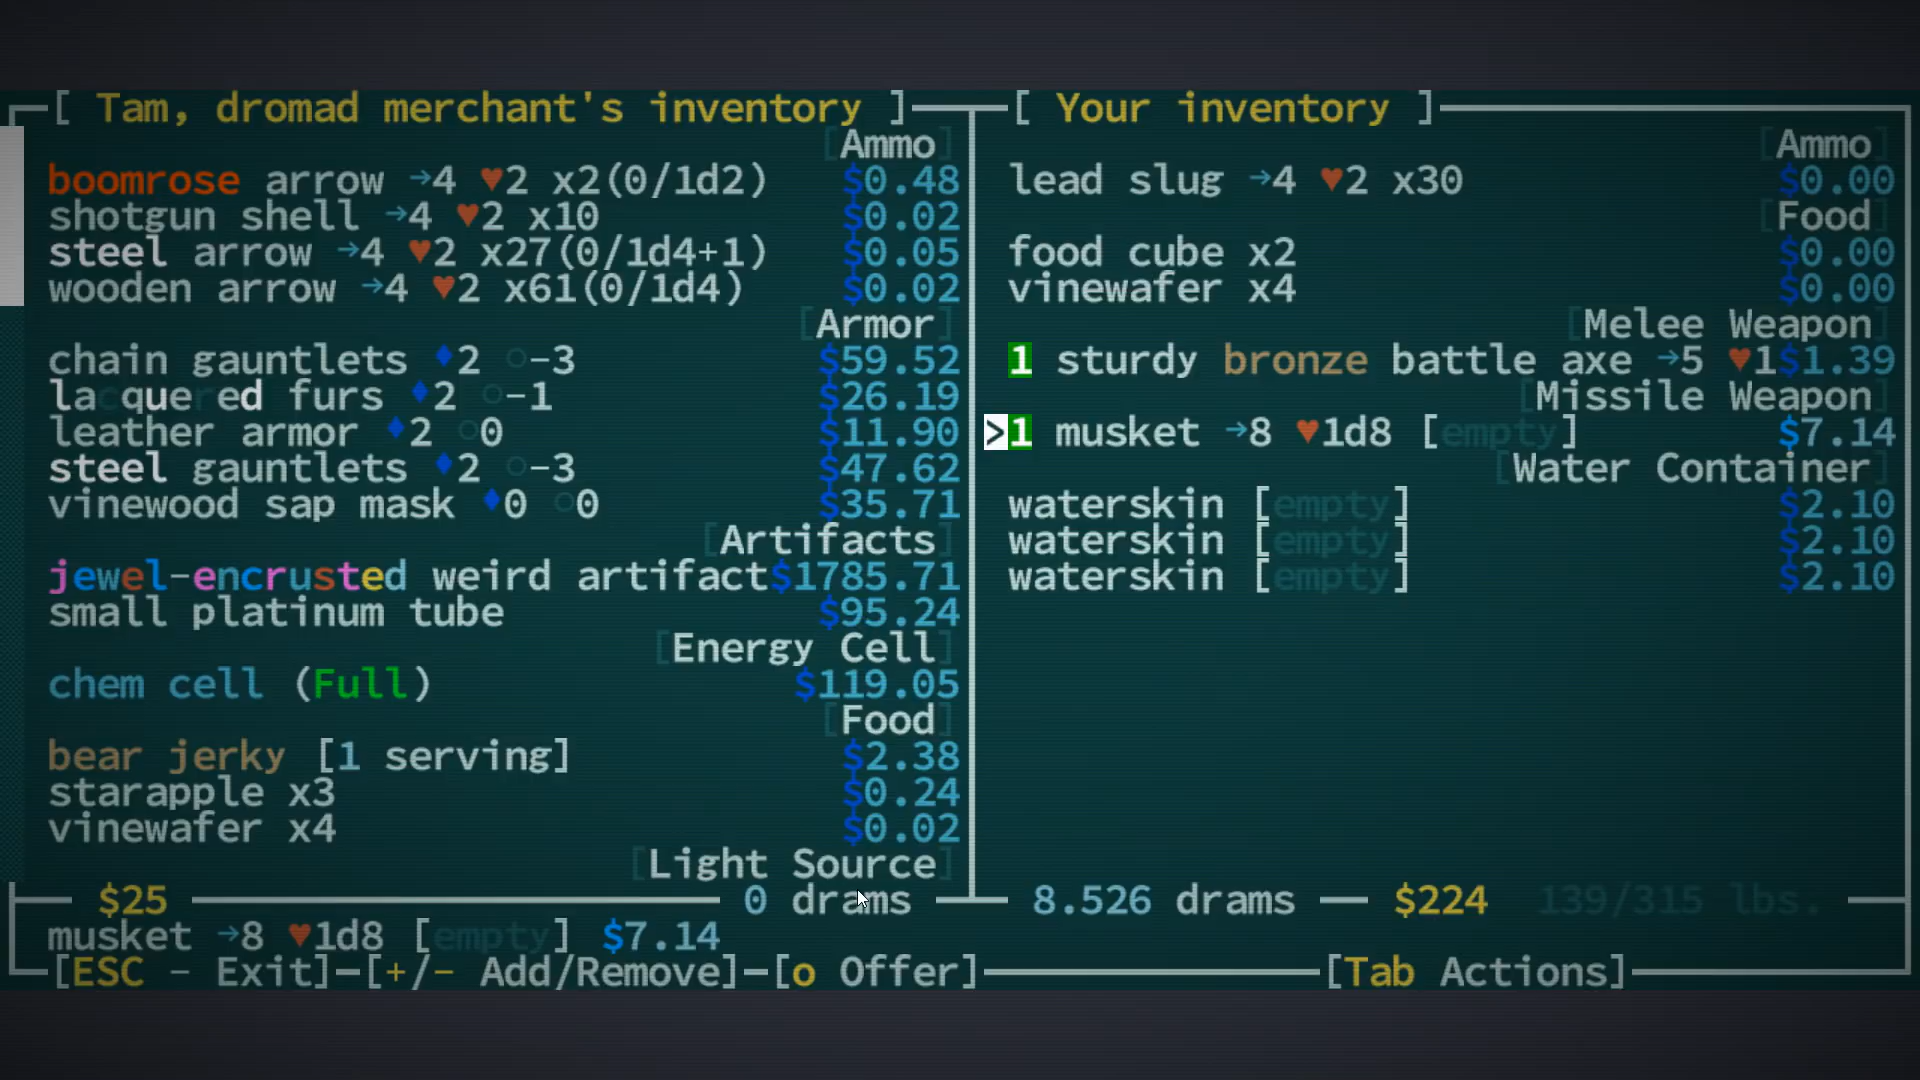 [ Tam, dromad merchant's inventory ]
[Ammo]
boomrose arrow →4 ♥2 x2(0/1d2) $0.48
shotgun shell →4 ♥2 x10 $0.02
steel arrow →4 ♥2 x27(0/1d4+1) $0.05
wooden arrow →4 ♥2 x61(0/1d4) $0.02
[Armor]
chain gauntlets ♦2 ○-3 $59.52
lacquered furs ♦2 ○-1 $26.19
leather armor ♦2 ○0 $11.90
steel gauntlets ♦2 ○-3 $47.62
vinewood sap mask ♦0 ○0 $35.71
[Artifacts]
jewel-encrusted weird artifact$1785.71
small platinum tube $95.24
[Energy Cell]
chem cell (Full) $119.05
[Food]
bear jerky [1 serving] $2.38
starapple x3 $0.24
vinewafer x4 $0.02
[Light Source]
$25 0 drams
[ Your inventory ]
[Ammo]
lead slug →4 ♥2 x30 $0.00
[Food]
food cube x2 $0.00
vinewafer x4 $0.00
[Melee Weapon]
1 sturdy bronze battle axe →5 ♥1$1.39
[Missile Weapon]
>1 musket →8 ♥1d8 [empty] $7.14
[Water Container]
waterskin [empty] $2.10
waterskin [empty] $2.10
waterskin [empty] $2.10
8.526 drams $224 139/315 lbs.
musket →8 ♥1d8 [empty] $7.14
[ESC - Exit]-[+/- Add/Remove]-[o Offer] [Tab Actions]